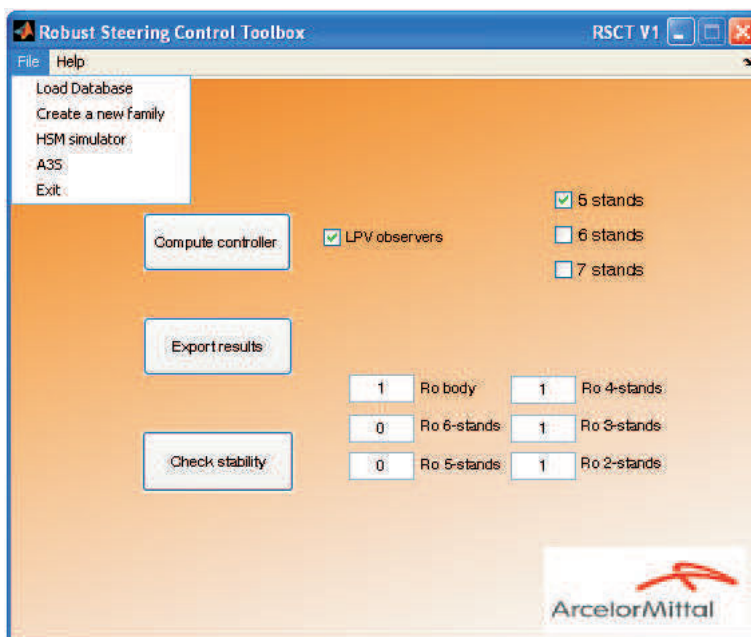 Robust Steering Control Toolbox RSCT V1
File Help
Load Database
Create a new family
HSM simulator
A3S
Exit
5 stands
Compute controller LPV observers 6 stands
7 stands
Export results
1 Ro body 1 Ro 4-stands
0 Ro 6-stands 1 Ro 3-stands
Check stability 0 Ro 5-stands 1 Ro 2-stands
ArcelorMittal